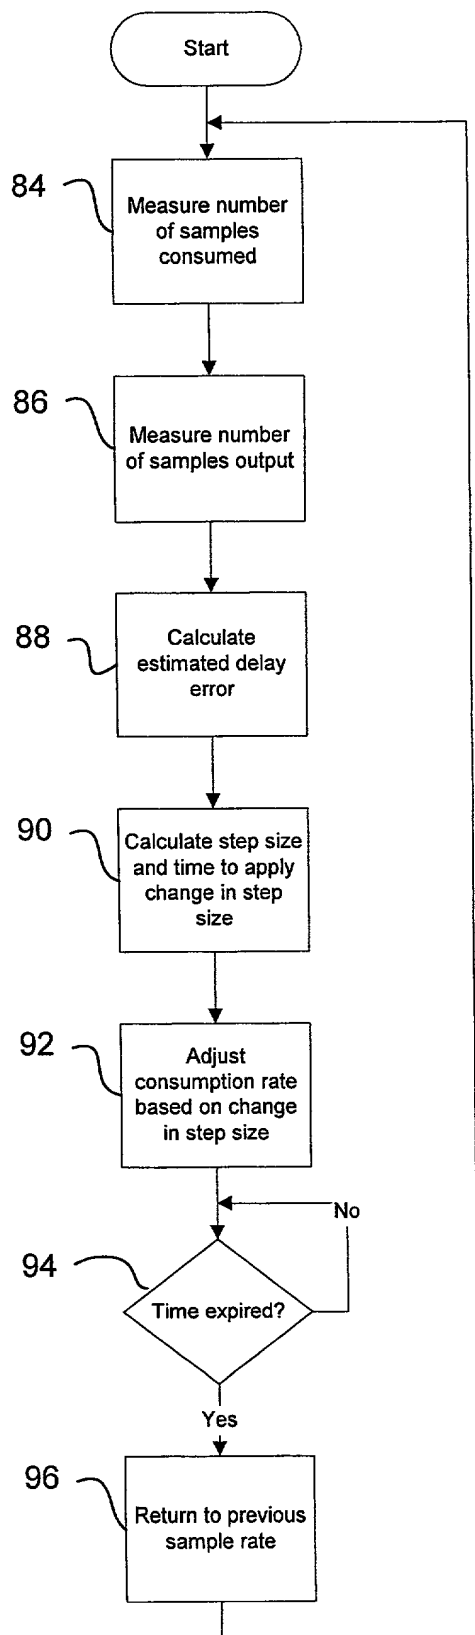 Start
84
Measure number
of samples
consumed
86
Measure number
of samples output
88
Calculate
estimated delay
error
90
Calculate step size
and time to apply
change in step
size
92
Adjust
consumption rate
based on change
in step size
No
94
Time expired?
Yes
96
Return to previous
sample rate